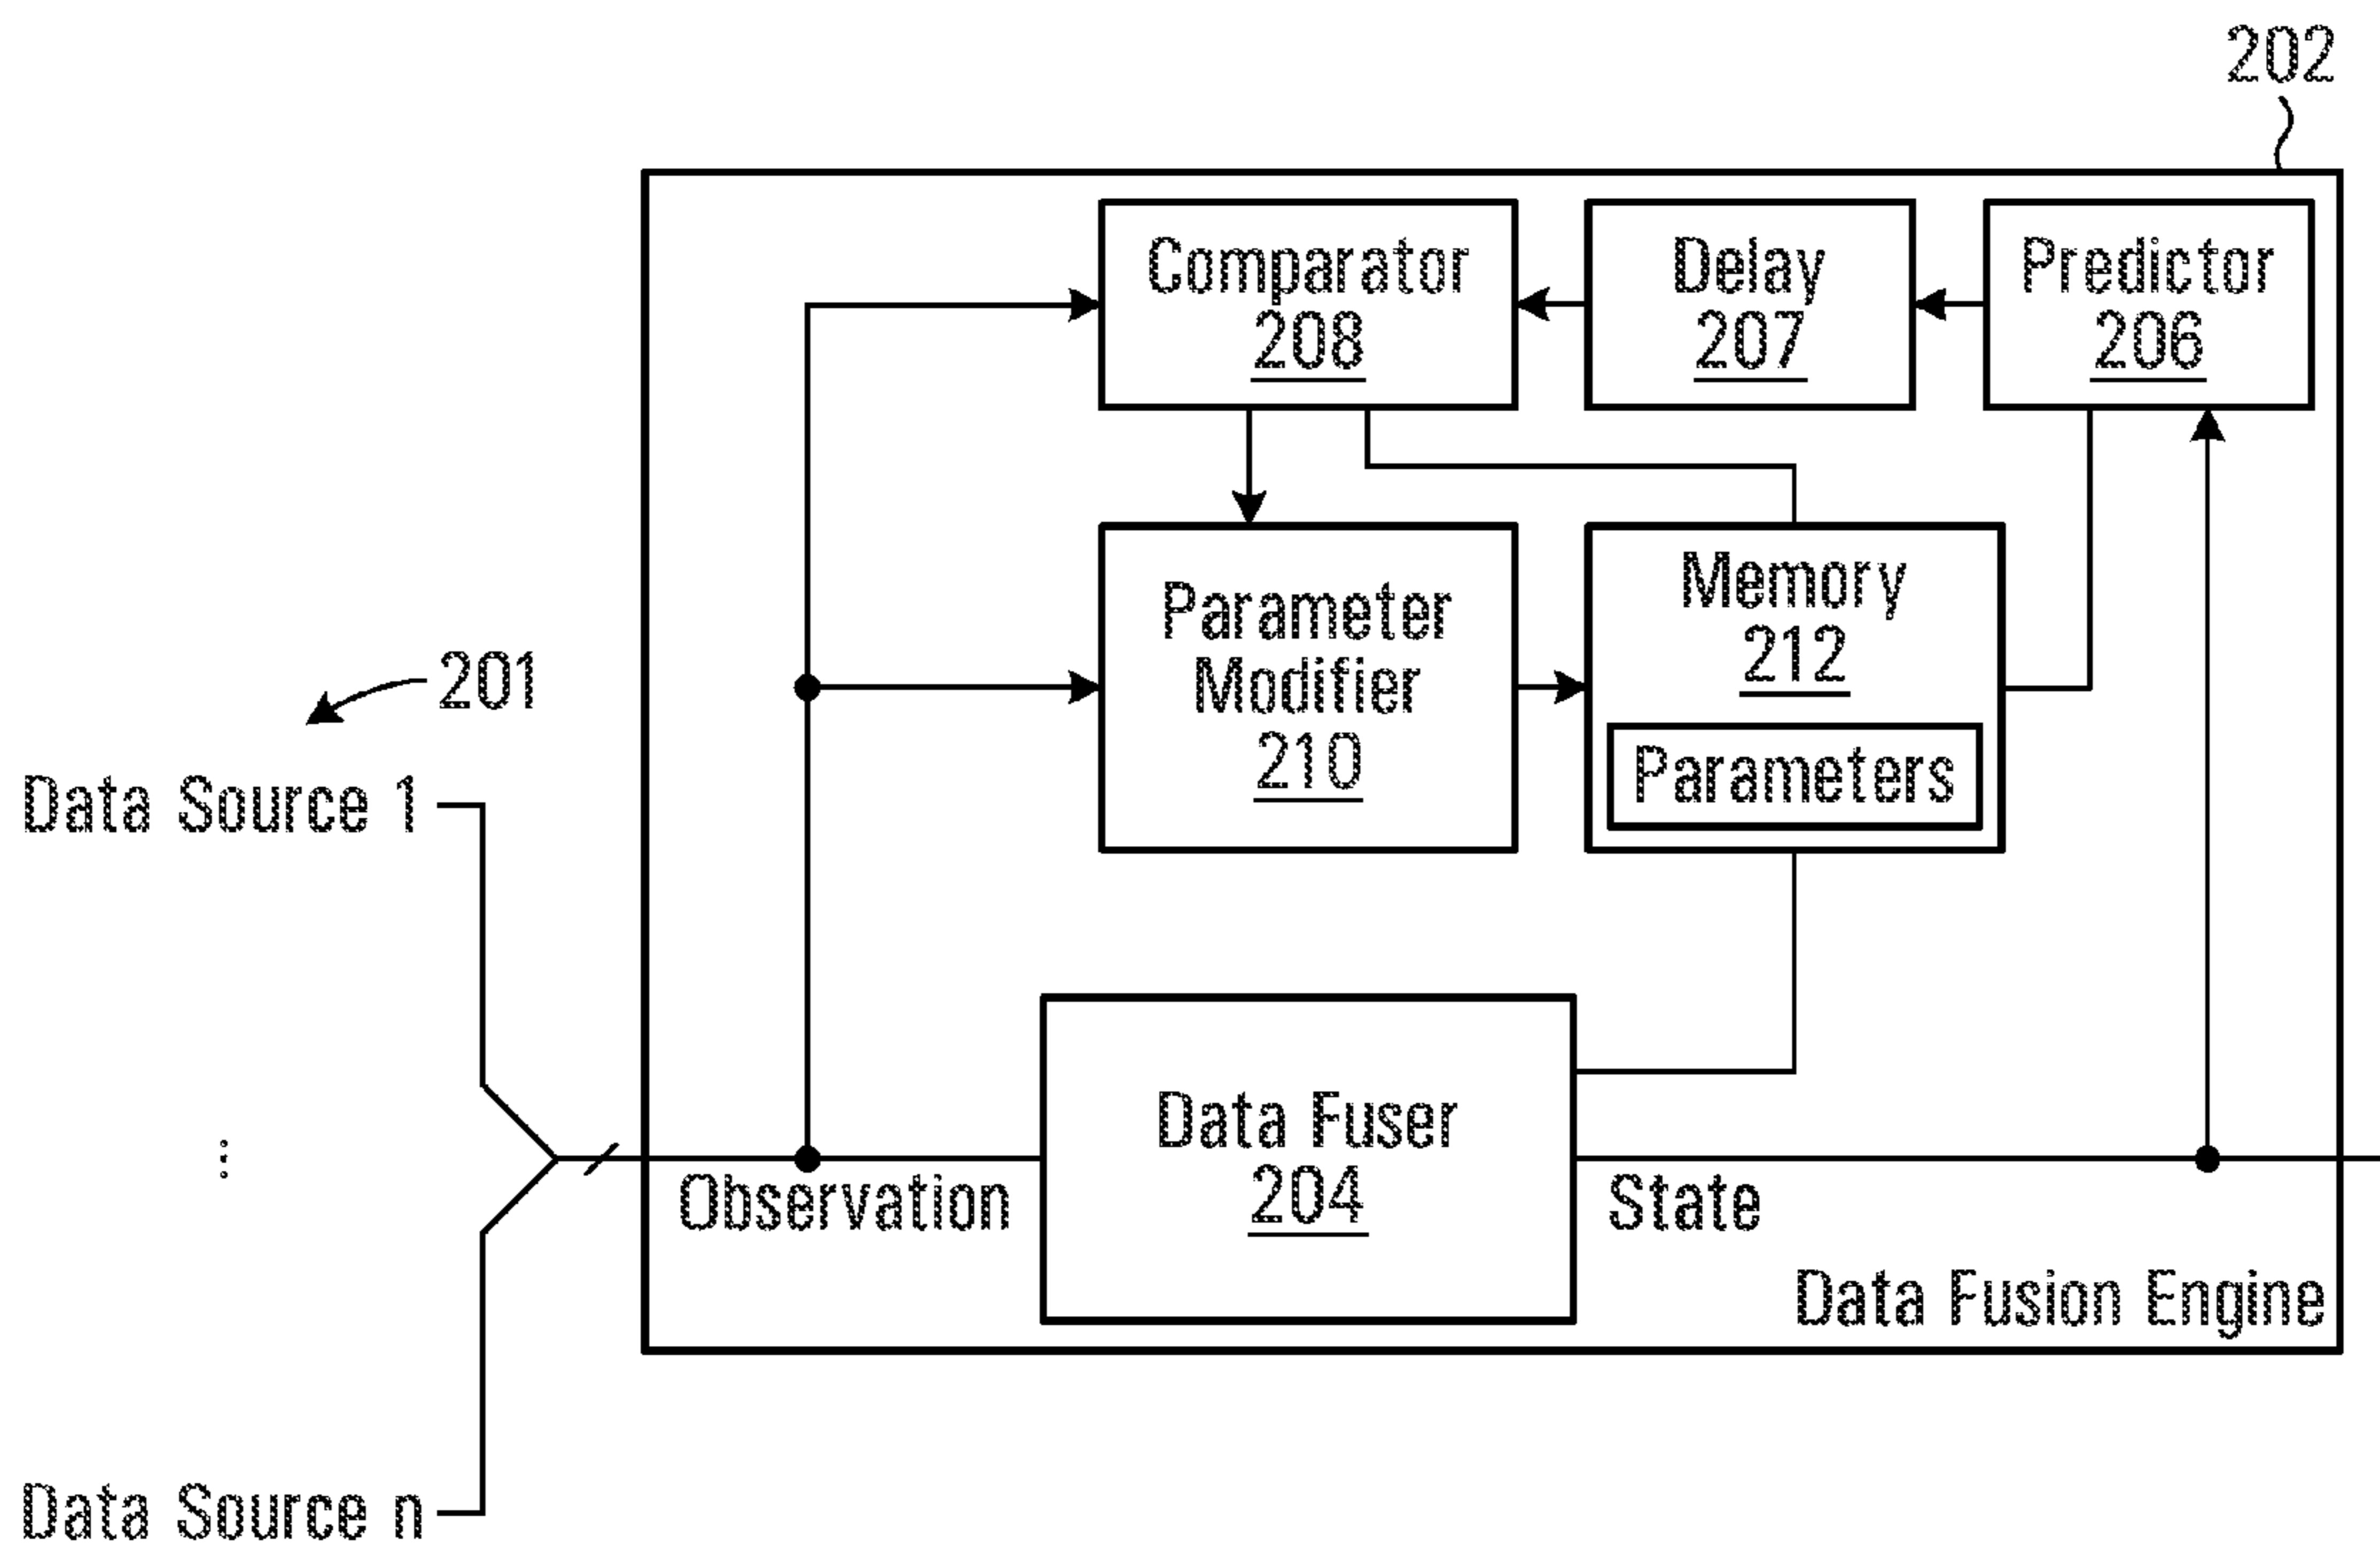 202
Comparator
208
Delay
207
Predictor
206
Parameter
Modifier
210
Memory
212
Parameters
201
Data Source 1
⋮
Data Source n
Observation
Data Fuser
204
State
Data Fusion Engine